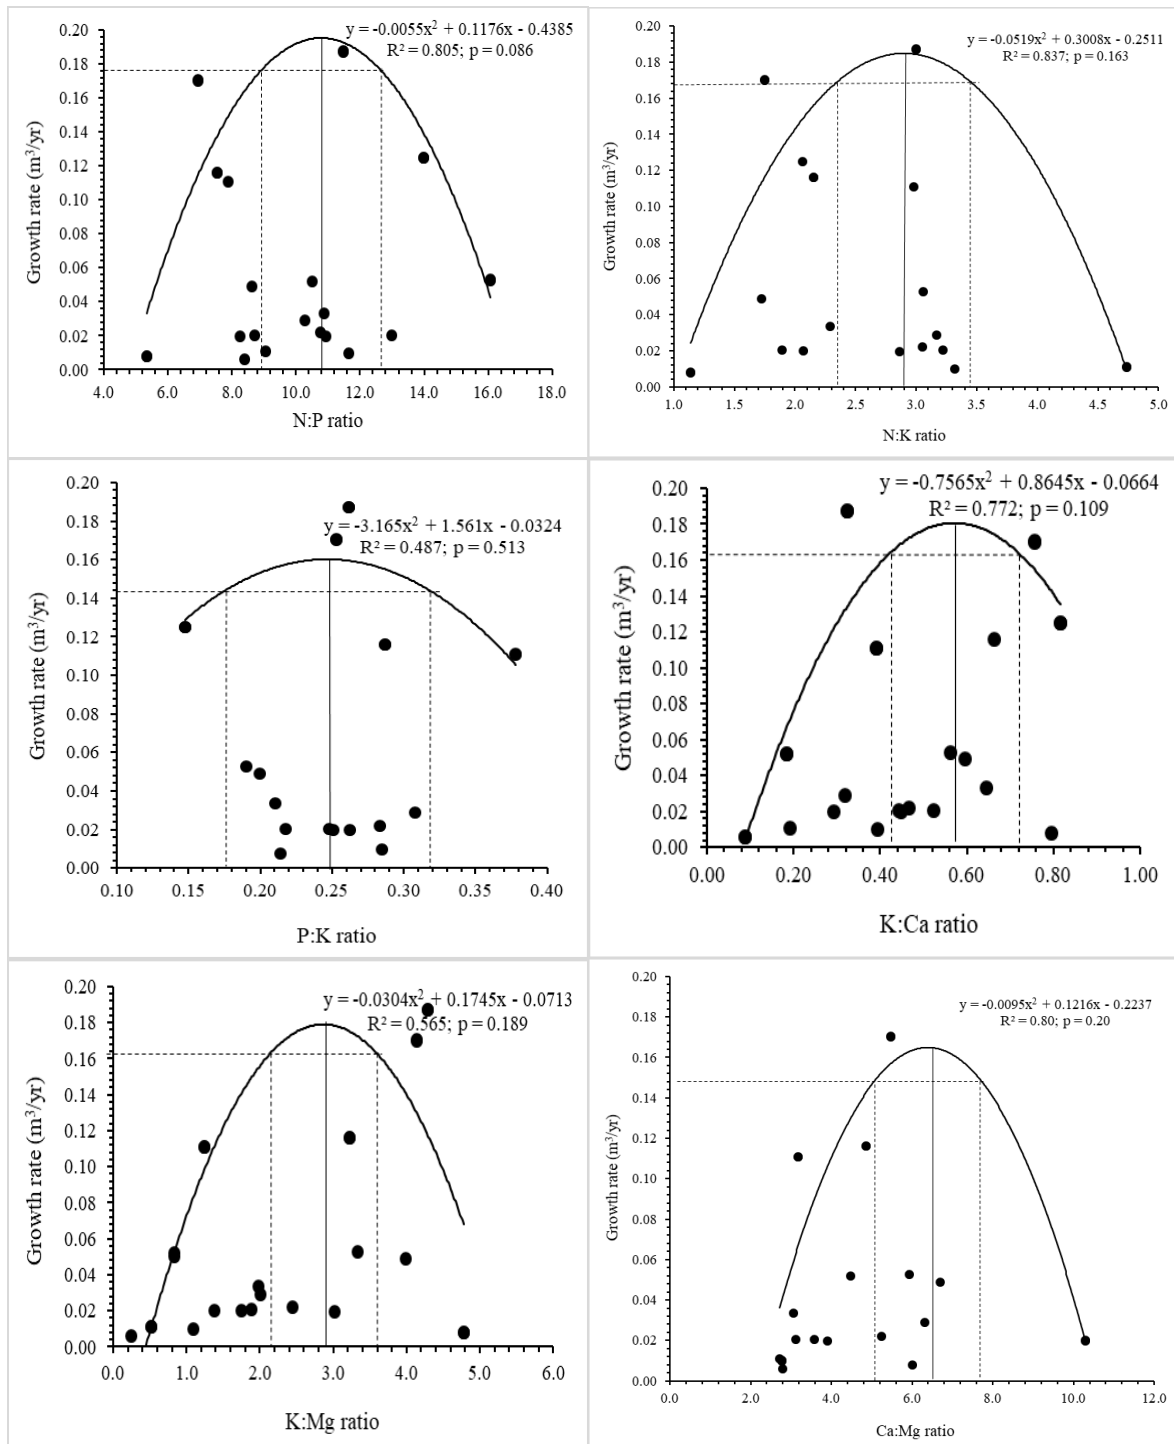 y = -0.0055x² + 0.1176x - 0.4385
R² = 0.805; p = 0.086
Growth rate (m³/yr)
0.20
0.18
0.16
0.14
0.12
0.10
0.08
0.06
0.04
0.02
0.00
4.0 6.0 8.0 10.0 12.0 14.0 16.0 18.0
N:P ratio
y = -0.0519x² + 0.3008x - 0.2511
R² = 0.837; p = 0.163
Growth rate (m³/yr)
0.20
0.18
0.16
0.14
0.12
0.10
0.08
0.06
0.04
0.02
0.00
1.0 1.5 2.0 2.5 3.0 3.5 4.0 4.5 5.0
N:K ratio
y = -3.165x² + 1.561x - 0.0324
R² = 0.487; p = 0.513
Growth rate (m³/yr)
0.20
0.18
0.16
0.14
0.12
0.10
0.08
0.06
0.04
0.02
0.00
0.10 0.20 0.25 0.30 0.35 0.40
P:K ratio
y = -0.7565x² + 0.8645x - 0.0664
R² = 0.772; p = 0.109
Growth rate (m³/yr)
0.20
0.18
0.16
0.14
0.12
0.10
0.08
0.06
0.04
0.02
0.00
0.00 0.20 0.40 0.60 0.80 1.00
K:Ca ratio
y = -0.0304x² + 0.1745x - 0.0713
R² = 0.565; p = 0.189
Growth rate (m³/yr)
0.20
0.18
0.16
0.14
0.12
0.10
0.08
0.06
0.04
0.02
0.00
0.0 1.0 2.0 3.0 4.0 5.0 6.0
K:Mg ratio
y = -0.0095x² + 0.1216x - 0.2237
R² = 0.80; p = 0.20
Growth rate (m³/yr)
0.20
0.18
0.16
0.14
0.12
0.10
0.08
0.06
0.04
0.02
0.00
0.0 2.0 4.0 6.0 8.0 10.0 12.0
Ca:Mg ratio